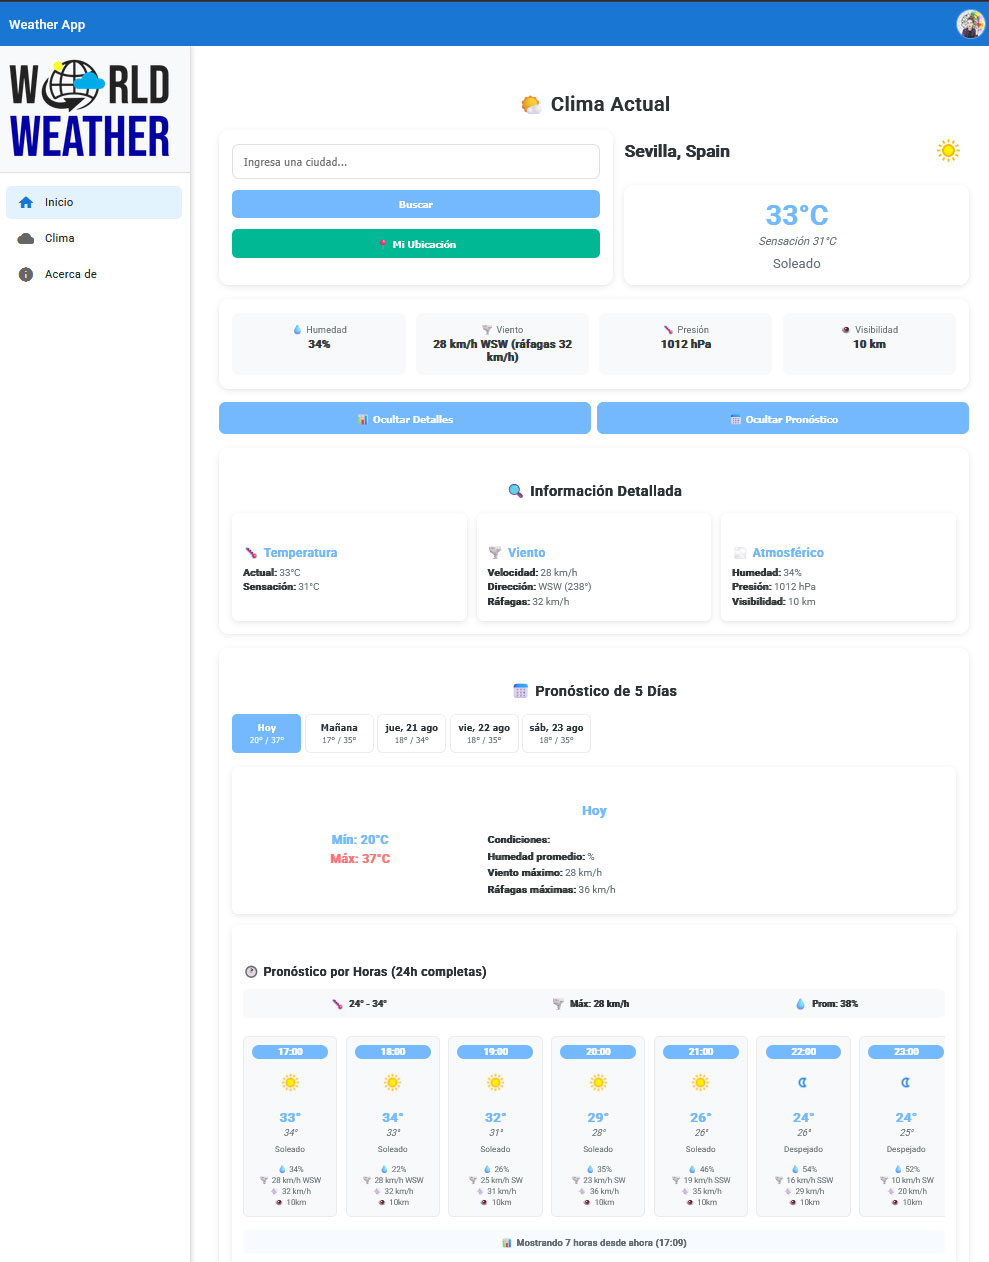 Weather App
WORLD
WEATHER
Inicio
Clima
Acerca de
Clima Actual
Ingresa una ciudad...
Buscar
Mi Ubicación
Sevilla, Spain
33°C
Sensación 31°C
Soleado
Humedad
34%
Viento
28 km/h WSW (ráfagas 32
km/h)
Presión
1012 hPa
Visibilidad
10 km
Ocultar Detalles
Ocultar Pronóstico
Información Detallada
Temperatura
Actual: 33°C
Sensación: 31°C
Viento
Velocidad: 28 km/h
Dirección: WSW (238°)
Ráfagas: 32 km/h
Atmosférico
Humedad: 34%
Presión: 1012 hPa
Visibilidad: 10 km
Pronóstico de 5 Días
Hoy
20° / 37°
Mañana
17° / 35°
jue, 21 ago
18° / 34°
vie, 22 ago
18° / 35°
sáb, 23 ago
18° / 35°
Hoy
Mín: 20°C
Máx: 37°C
Condiciones:
Humedad promedio: %
Viento máximo: 28 km/h
Ráfagas máximas: 36 km/h
Pronóstico por Horas (24h completas)
24° - 34°
Máx: 28 km/h
Prom: 38%
17:00
33°
34°
Soleado
34%
28 km/h WSW
32 km/h
10km
18:00
34°
33°
Soleado
22%
28 km/h WSW
32 km/h
10km
19:00
32°
31°
Soleado
26%
25 km/h SW
31 km/h
10km
20:00
29°
28°
Soleado
35%
23 km/h SW
36 km/h
10km
21:00
26°
26°
Soleado
46%
19 km/h SSW
35 km/h
10km
22:00
24°
26°
Despejado
54%
16 km/h SSW
29 km/h
10km
23:00
24°
25°
Despejado
52%
10 km/h SW
20 km/h
10km
Mostrando 7 horas desde ahora (17:09)